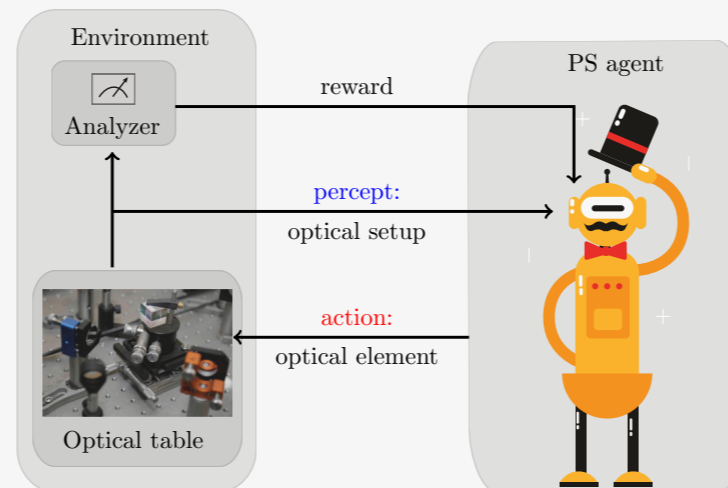 Environment
Analyzer
Optical table
reward
percept:
optical setup
action:
optical element
PS agent